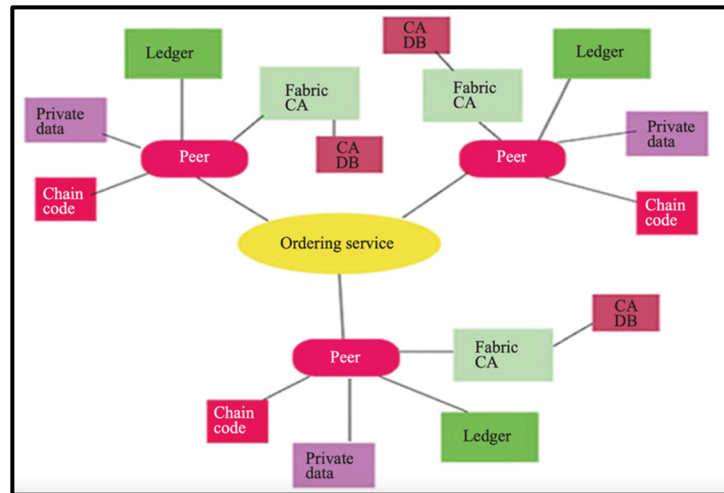 CA
DB
Ledger
Ledger
Fabric
CA
Fabric
CA
Private
data
Private
data
CA
DB
Peer
Peer
Chain
code
Chain
code
Ordering service
CA
DB
Peer
Fabric
CA
Chain
code
Ledger
Private
data